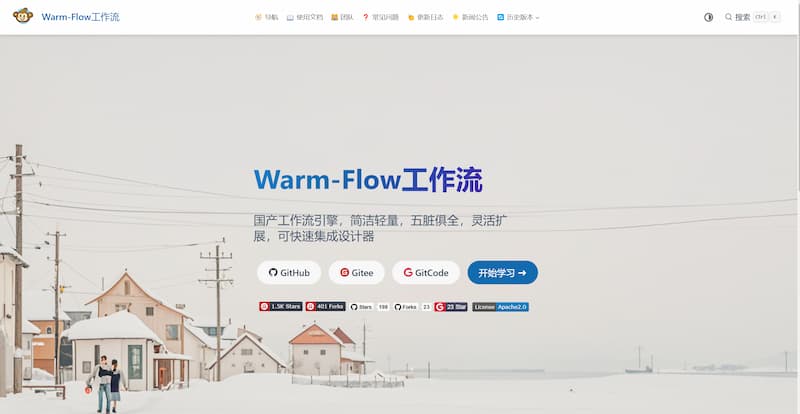 Warm-Flow工作流
导航
使用文档
团队
常见问题
更新日志
新闻公告
历史版本
搜索
Ctrl
K
Warm-Flow工作流
国产工作流引擎，简洁轻量，五脏俱全，灵活扩
展，可快速集成设计器
GitHub
Gitee
GitCode
开始学习 →
1.5K Stars
401 Forks
Stars 198
Forks 23
23 Star
License Apache2.0